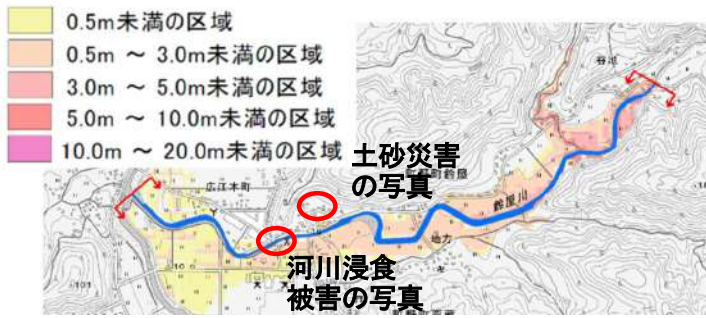 0.5m未満の区域
0.5m ～ 3.0m未満の区域
3.0m ～ 5.0m未満の区域
5.0m ～ 10.0m未満の区域
10.0m ～ 20.0m未満の区域
土砂災害
の写真
広江本町
鈴屋川
河川浸食
被害の写真